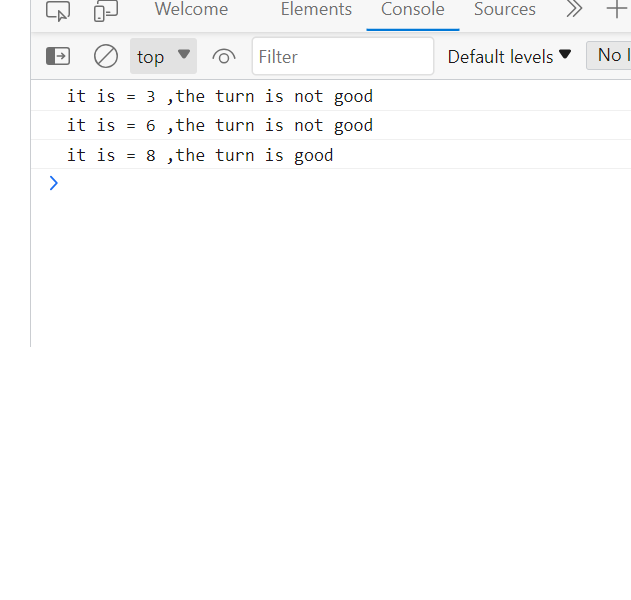 Welcome Elements Console Sources
top Filter Default levels No
it is = 3 ,the turn is not good
it is = 6 ,the turn is not good
it is = 8 ,the turn is good